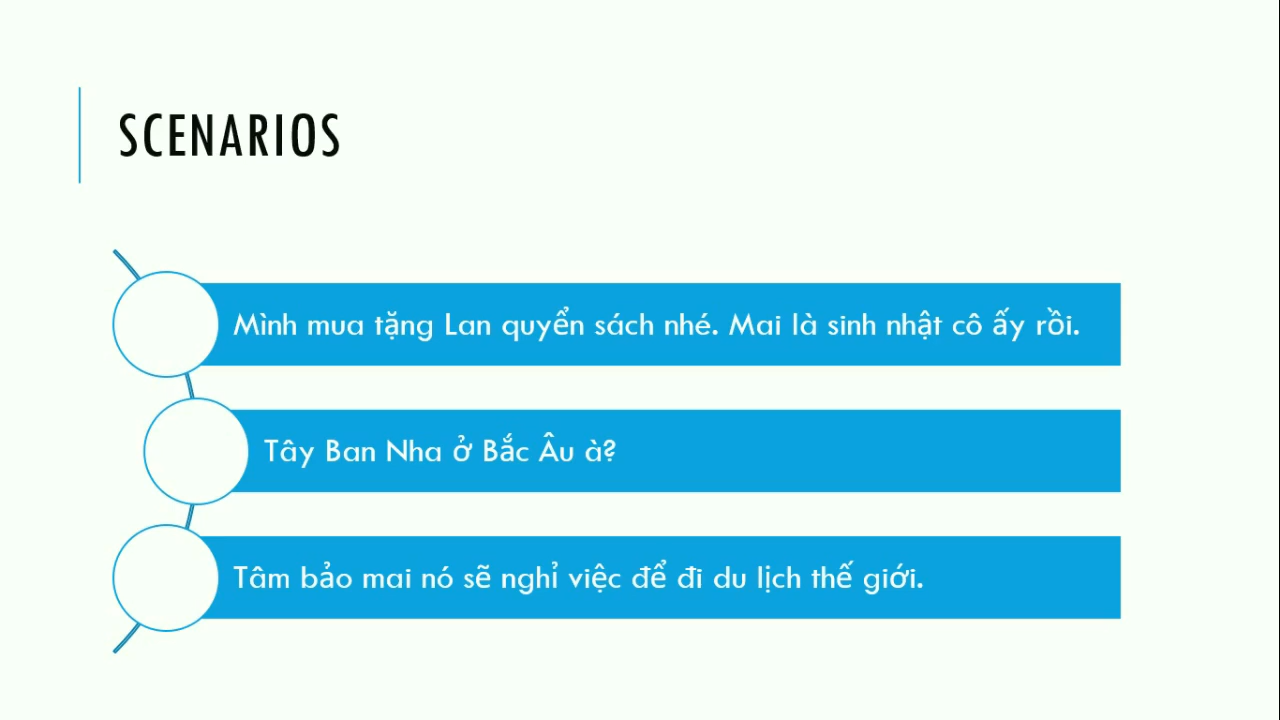 SCENARIOS
Mình mua tặng Lan quyển sách nhé. Mai là sinh nhật cô ấy rồi.
Tây Ban Nha ở Bắc Âu à?
Tâm bảo mai nó sẽ nghỉ việc để đi du lịch thế giới.